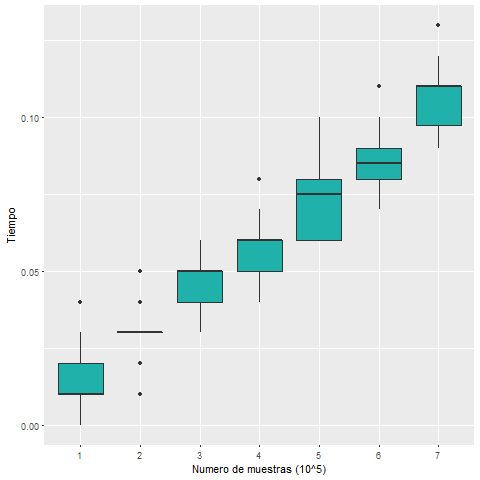 Tiempo
0.10
0.05
0.00
1 2 3 4 5 6 7
Numero de muestras (10^5)